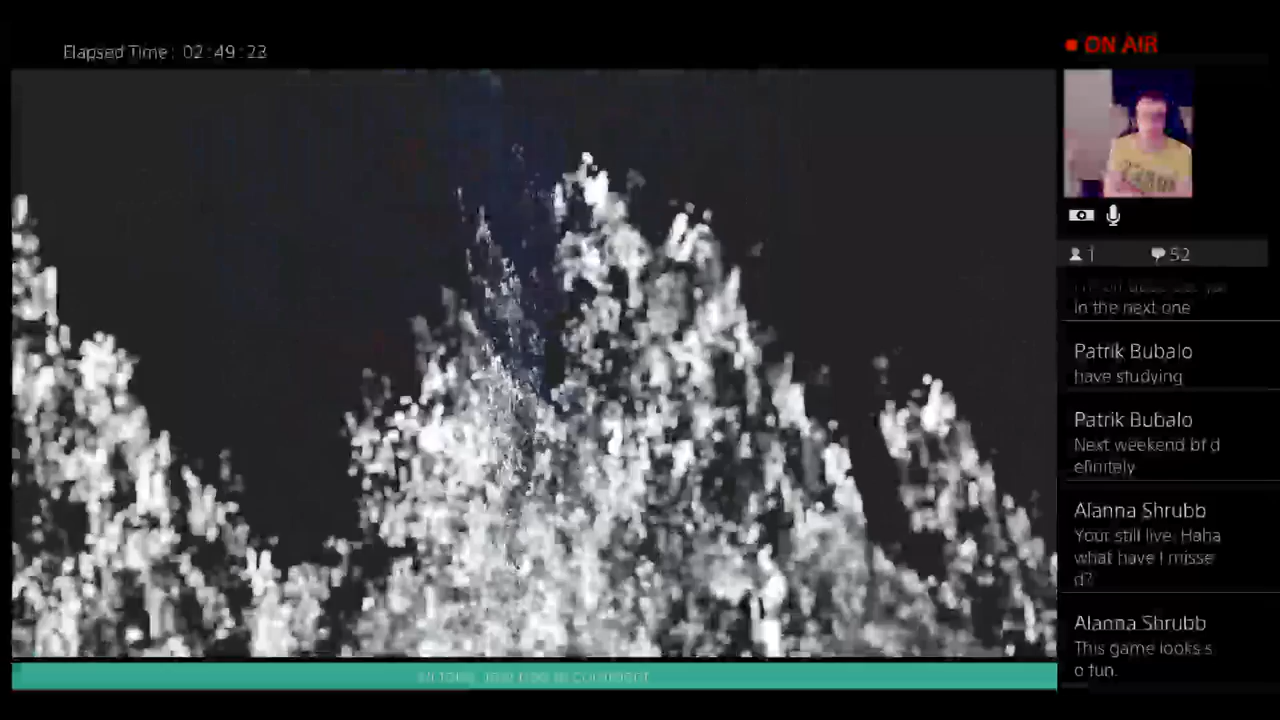 Elapsed Time: 02:49:23
ON AIR
1
52
in the next one
Patrik Bubalo
have studying
Patrik Bubalo
Next weekend bf d
efinitely
Alanna Shrubb
Your still live. Haha
what have I misse
d?
Alanna Shrubb
This game looks s
o fun.